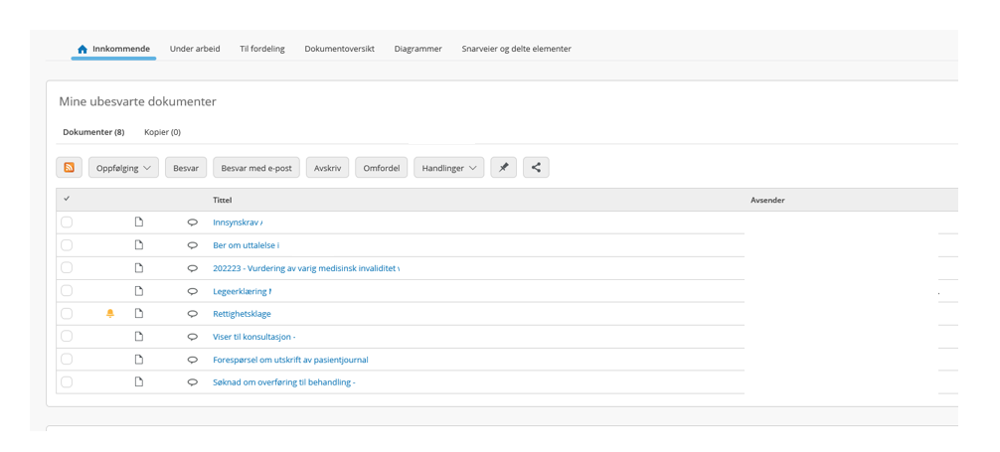 Innkommende Under arbeid Til fordeling Dokumentoversikt Diagrammer Snarveier og delte elementer
Mine ubesvarte dokumenter
Dokumenter (8) Kopier (0)
Oppfølging Besvar Besvar med e-post Avskriv Omfordel Handlinger
Tittel Avsender
Innsynskrav
Ber om uttalelse i
202223 - Vurdering av varig medisinsk invaliditet
Legeerklæring
Rettighetsklage
Viser til konsultasjon -
Forespørsel om utskrift av pasientjournal
Søknad om overføring til behandling -